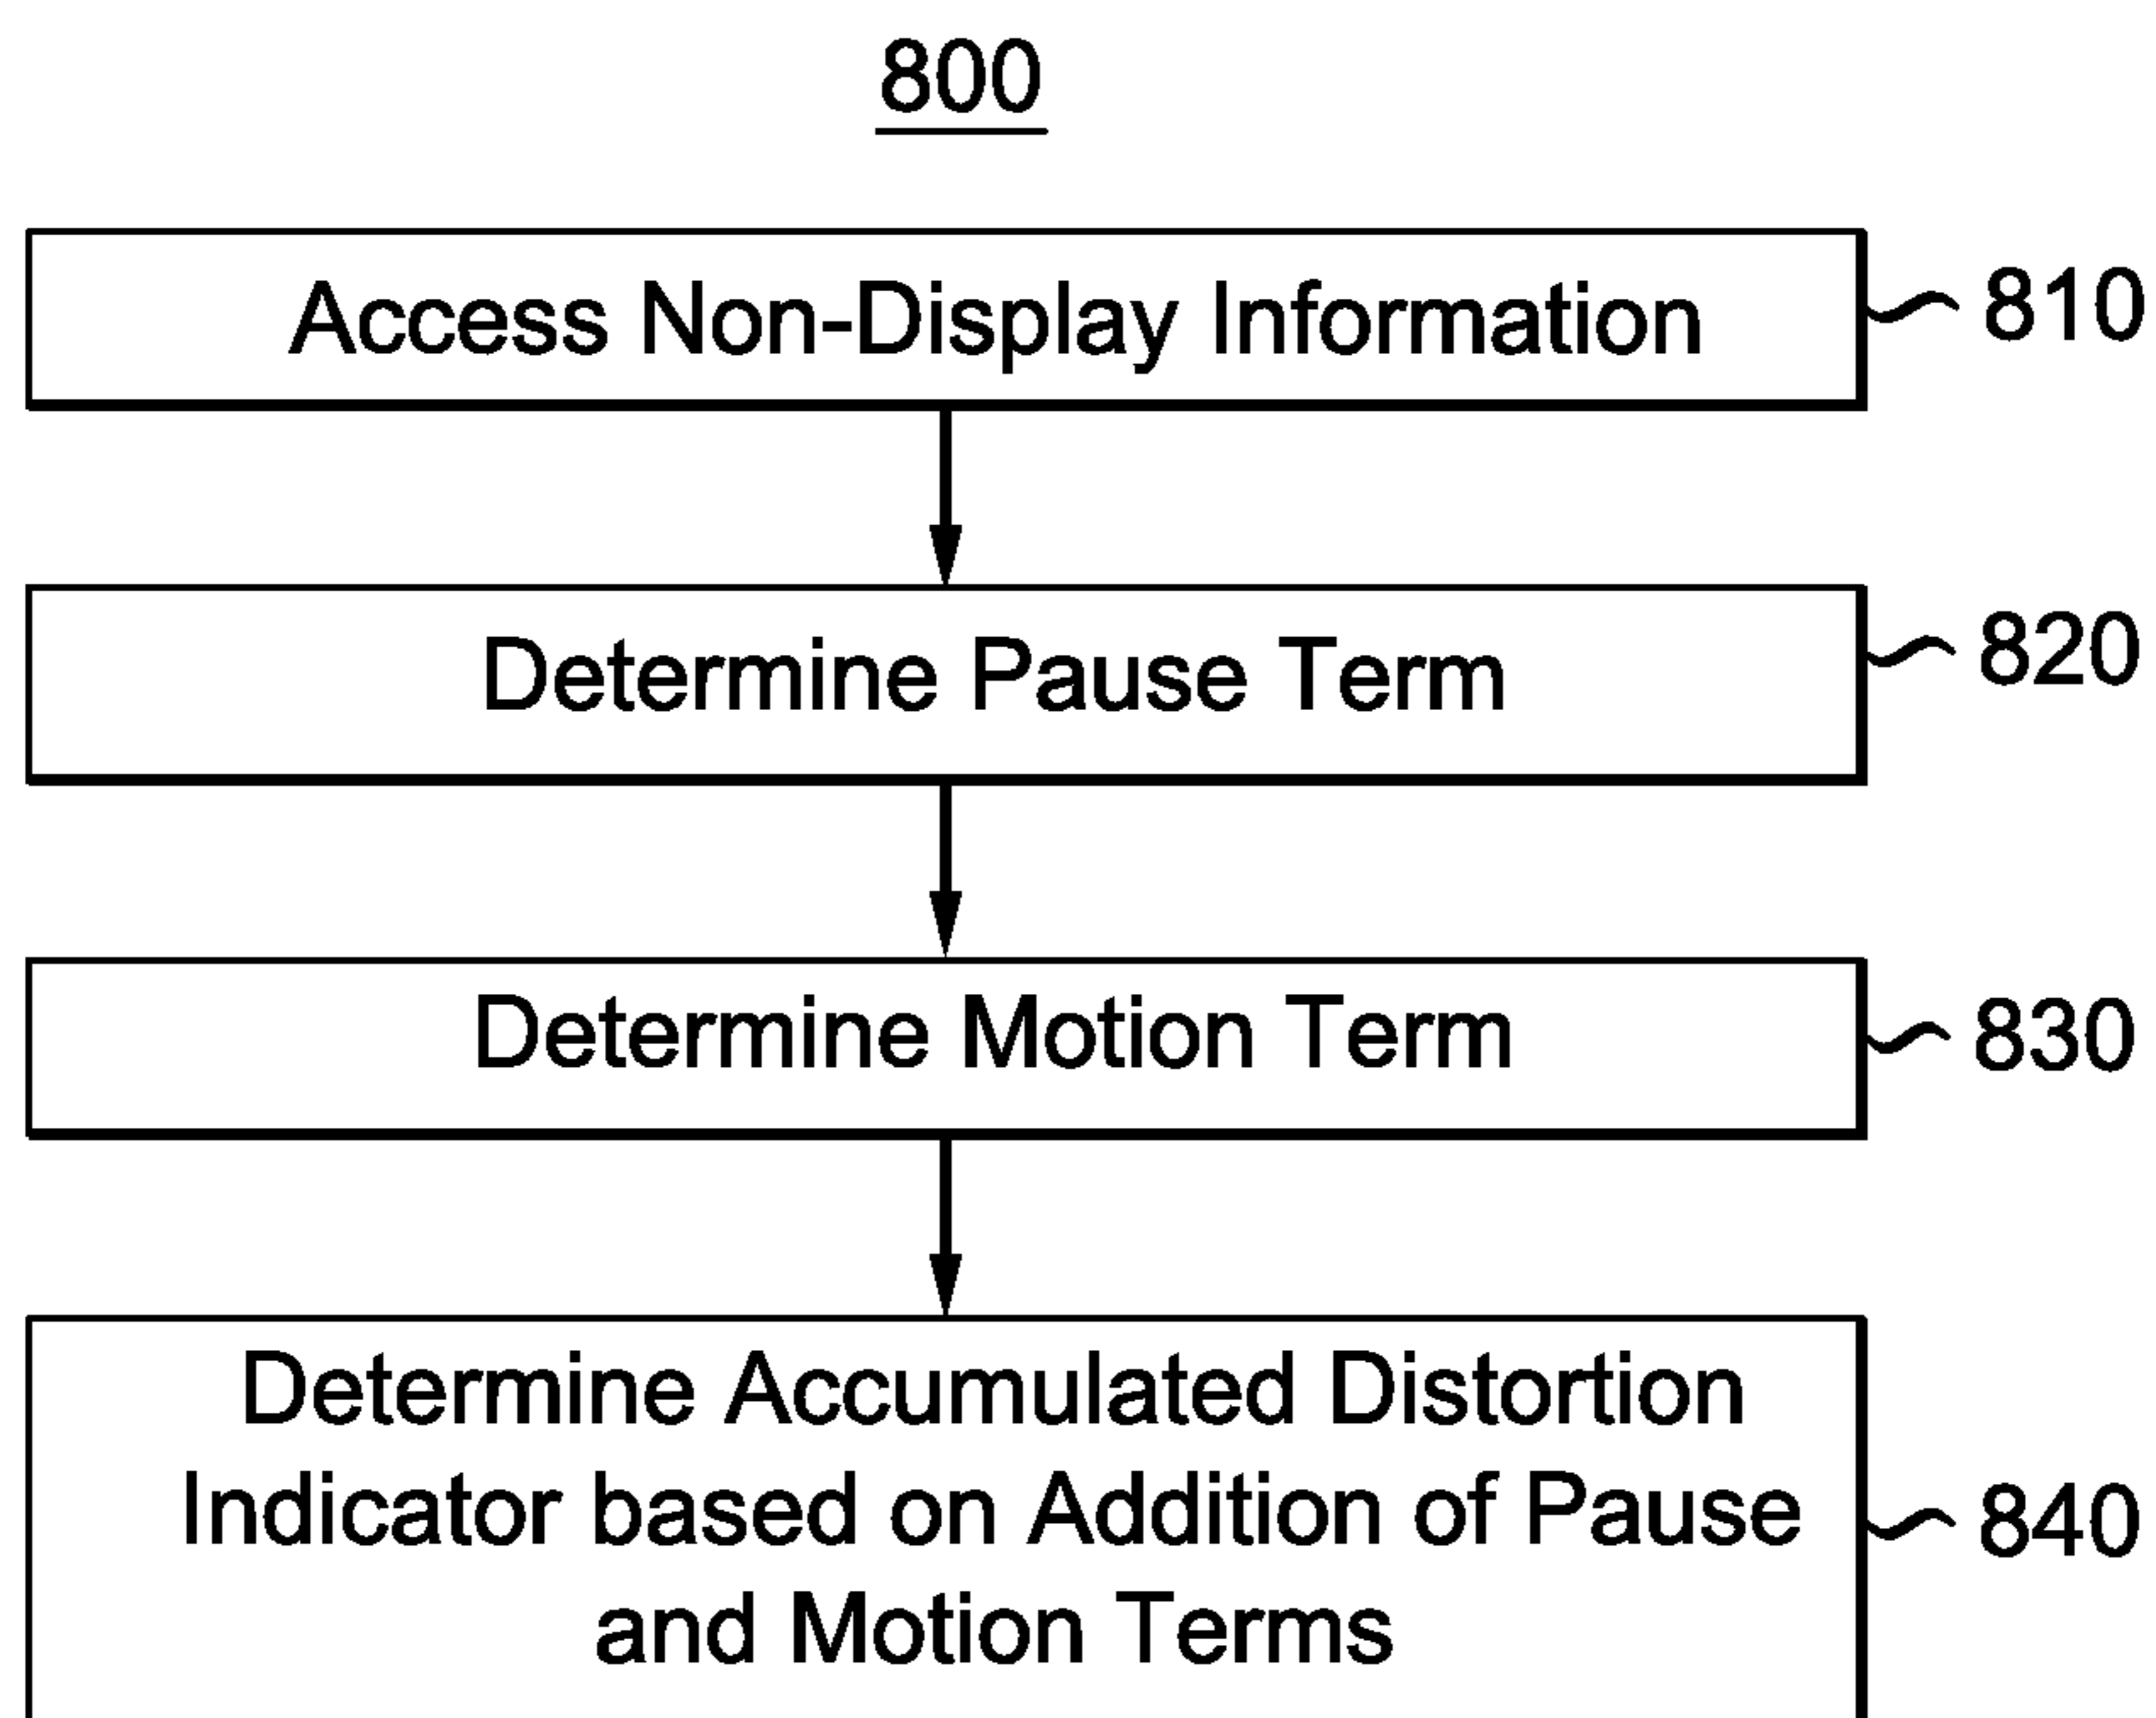 800
Access Non-Display Information
810
Determine Pause Term
820
Determine Motion Term
830
Determine Accumulated Distortion
Indicator based on Addition of Pause
and Motion Terms
840